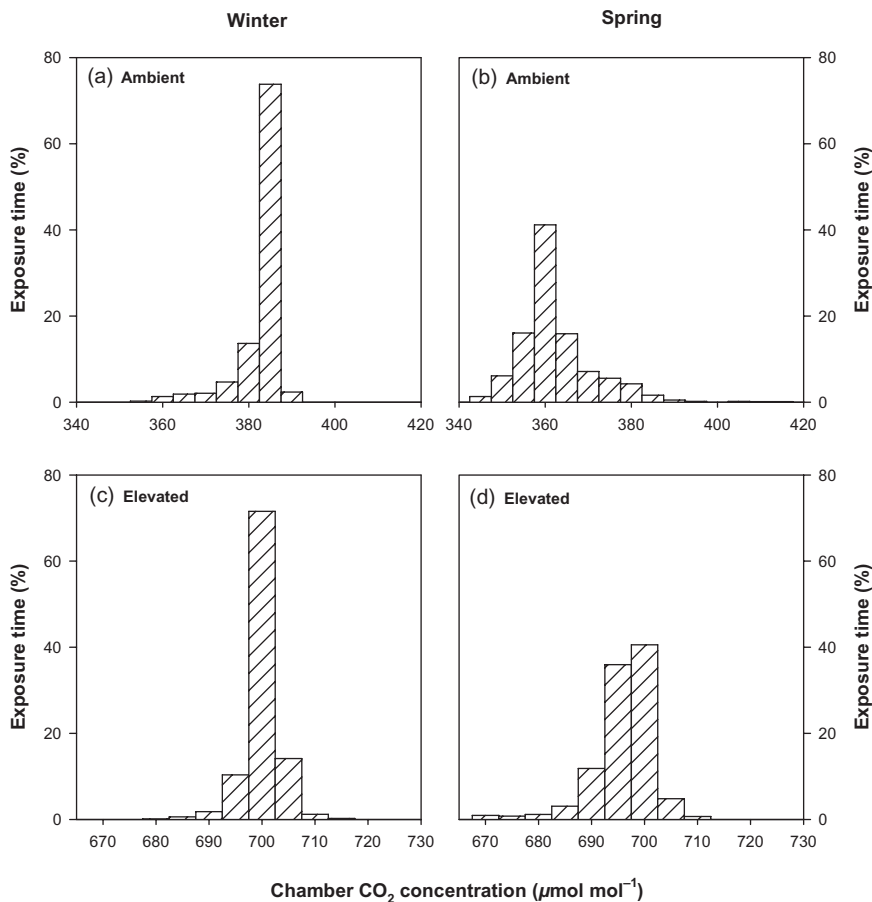 Winter
Spring
(a) Ambient
(b) Ambient
80
60
40
20
0
Exposure time (%)
340 360 380 400 420
340 360 380 400 420
80
60
40
20
0
Exposure time (%)
(c) Elevated
(d) Elevated
80
60
40
20
0
Exposure time (%)
670 680 690 700 710 720 730
670 680 690 700 710 720 730
80
60
40
20
0
Exposure time (%)
Chamber CO₂ concentration (µmol mol⁻¹)